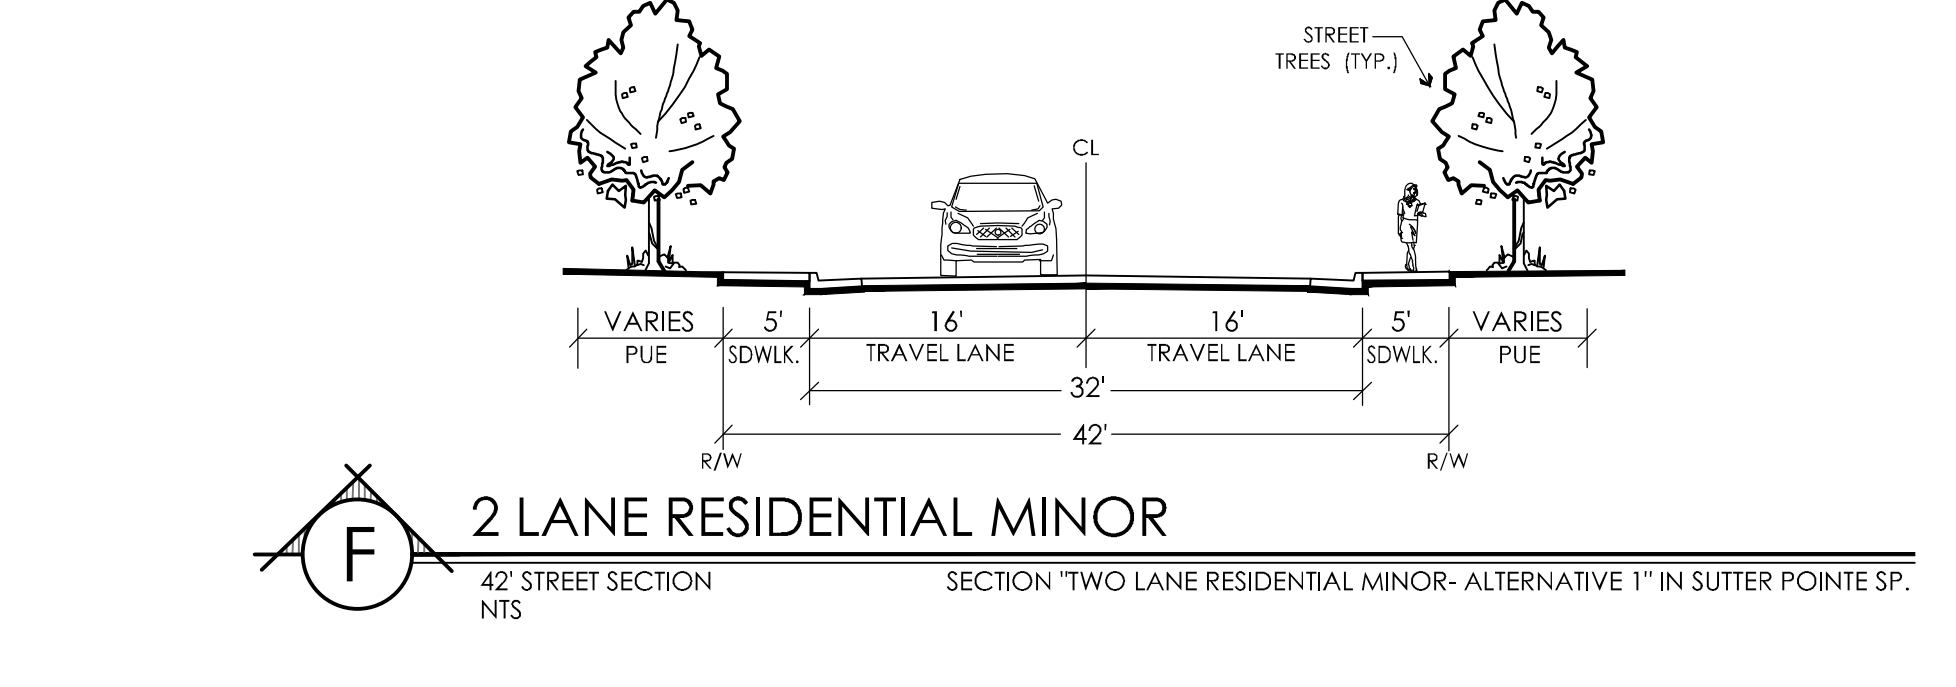 STREET
TREES (TYP.)
CL
VARIES 5' 16' 16' 5' VARIES
PUE SDWLK. TRAVEL LANE TRAVEL LANE SDWLK. PUE
32'
42'
R/W R/W
F
2 LANE RESIDENTIAL MINOR
42' STREET SECTION SECTION "TWO LANE RESIDENTIAL MINOR- ALTERNATIVE 1" IN SUTTER POINTE SP.
NTS